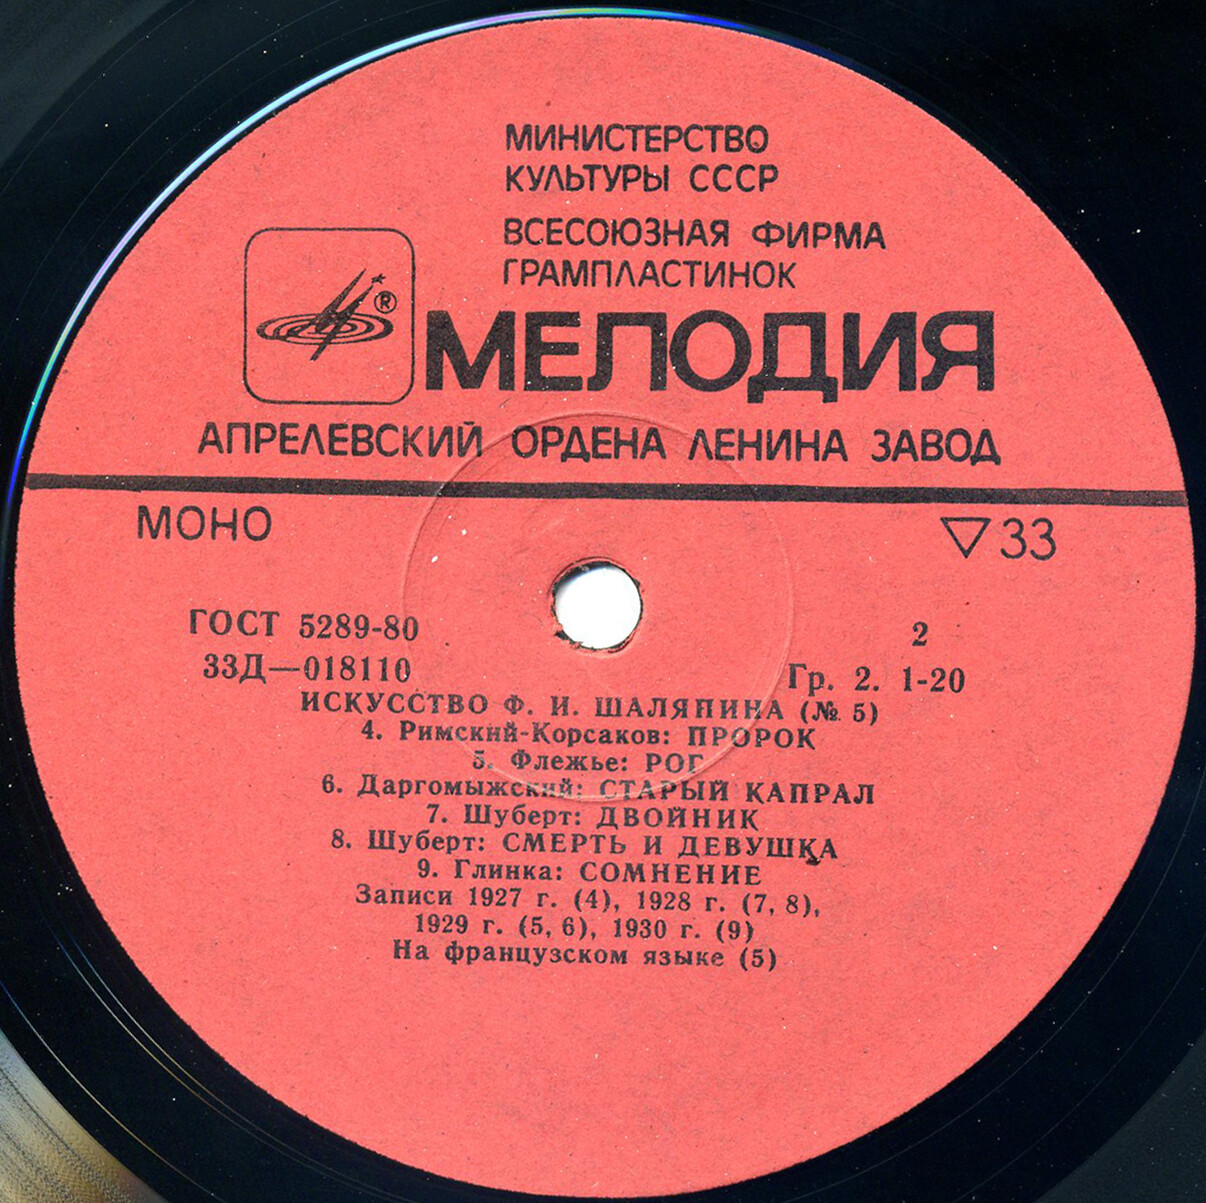 МИНИСТЕРСТВО
КУЛЬТУРЫ СССР
ВСЕСОЮЗНАЯ ФИРМА
ГРАМПЛАСТИНОК
®
МЕЛОДИЯ
АПРЕЛЕВСКИЙ ОРДЕНА ЛЕНИНА ЗАВОД
МОНО
▽33
ГОСТ 5289-80
2
33Д—018110
Гр. 2. 1-20
ИСКУССТВО Ф. И. ШАЛЯПИНА (№ 5)
4. Римский-Корсаков: ПРОРОК
5. Флежье: РОГ
6. Даргомыжский: СТАРЫЙ КАПРАЛ
7. Шуберт: ДВОЙНИК
8. Шуберт: СМЕРТЬ И ДЕВУШКА
9. Глинка: СОМНЕНИЕ
Записи 1927 г. (4), 1928 г. (7, 8),
1929 г. (5, 6), 1930 г. (9)
На французском языке (5)